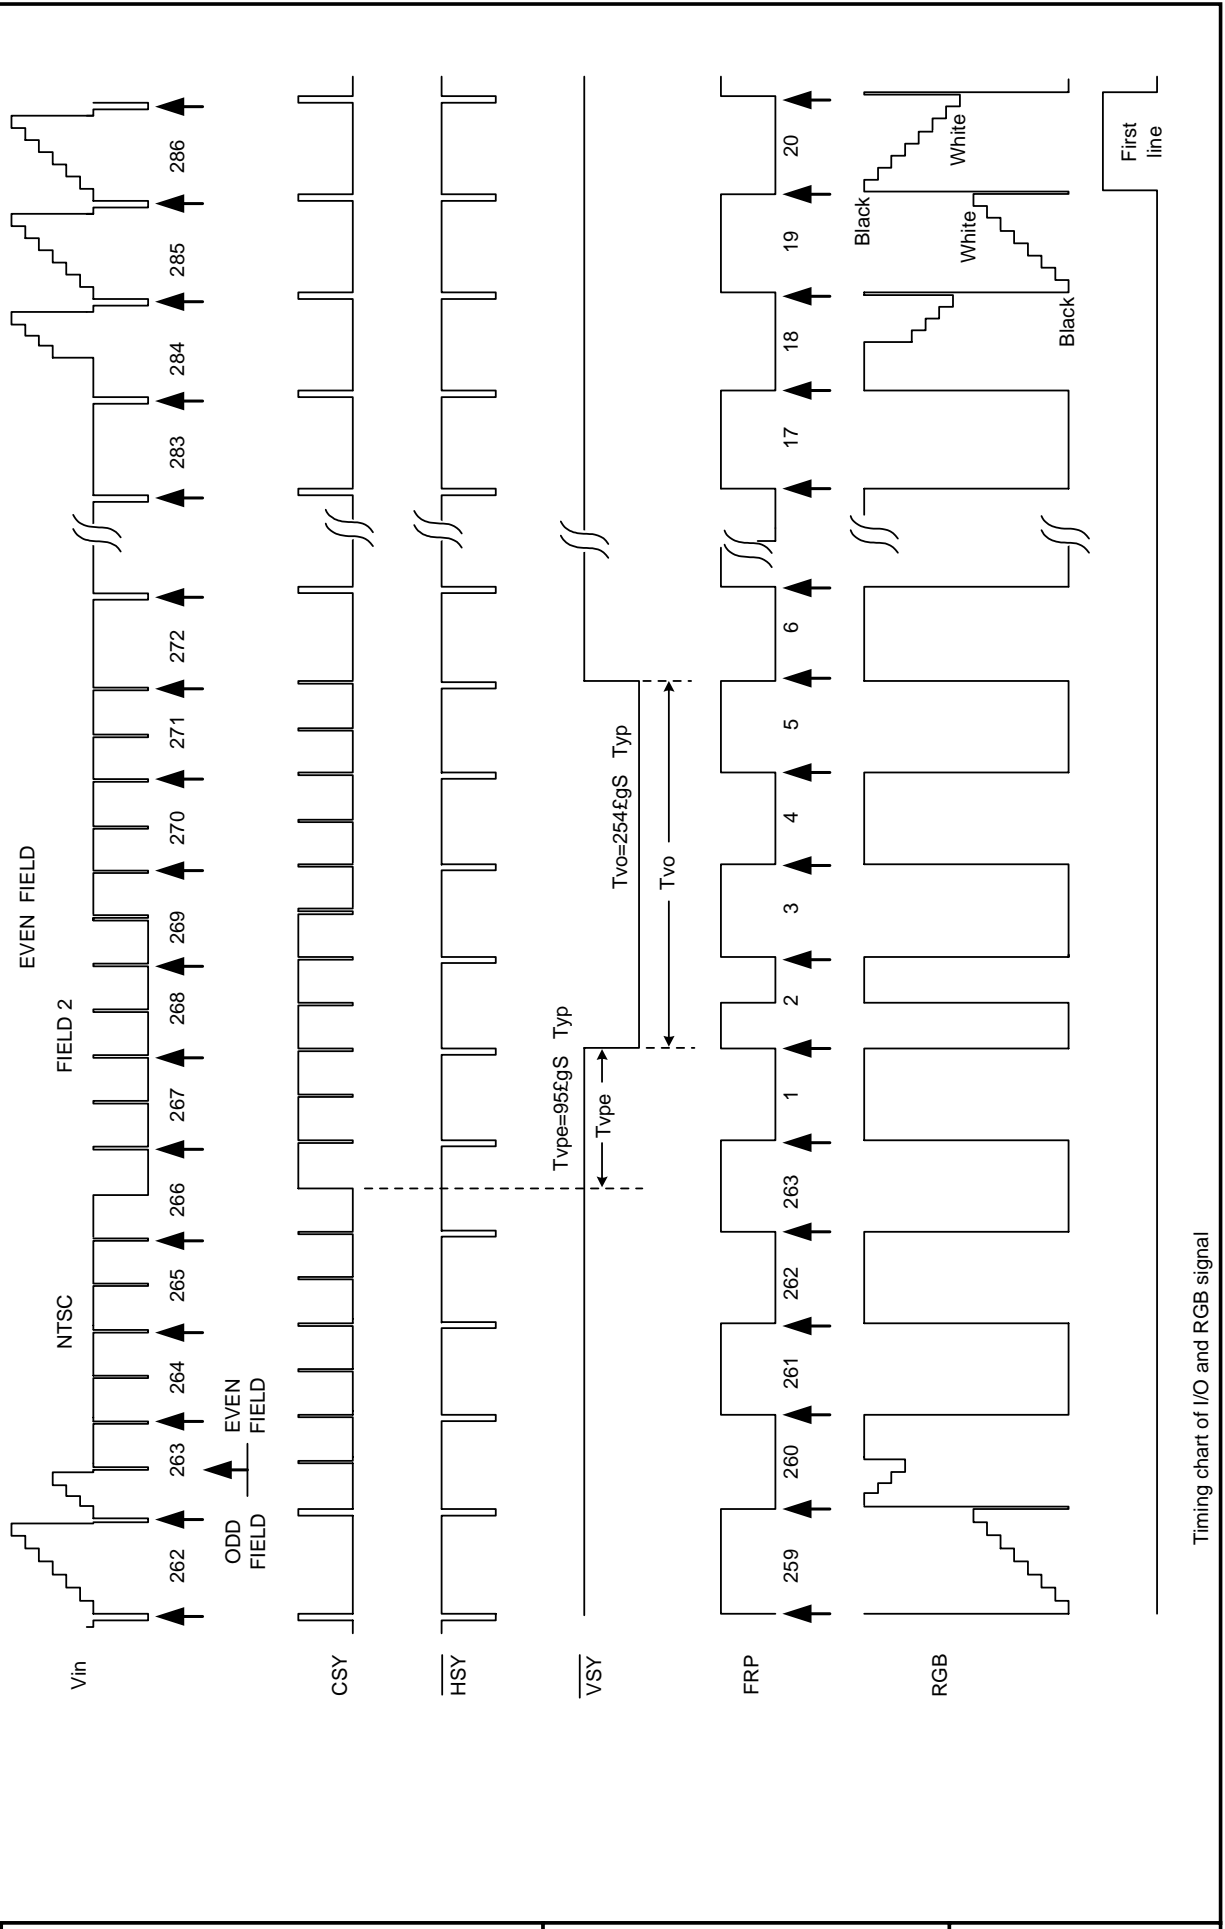 EVEN FIELD
NTSC
FIELD 2
Vin
262
263
264
265
266
267
268
269
270
271
272
283
284
285
286
ODD
FIELD
EVEN
FIELD
CSY
HSY
VSY
Tvpe=95£gS Typ
Tvpe
Tvo=254£gS Typ
Tvo
FRP
259
260
261
262
263
1
2
3
4
5
6
17
18
19
20
RGB
Black
White
Black
White
First
line
Timing chart of I/O and RGB signal